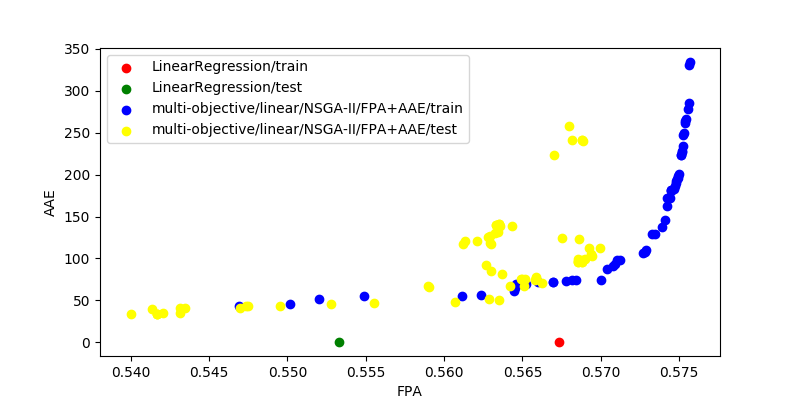 LinearRegression/train
LinearRegression/test
multi-objective/linear/NSGA-II/FPA+AAE/train
multi-objective/linear/NSGA-II/FPA+AAE/test
350
300
250
200
150
100
50
0
AAE
0.540 0.545 0.550 0.555 0.560 0.565 0.570 0.575
FPA